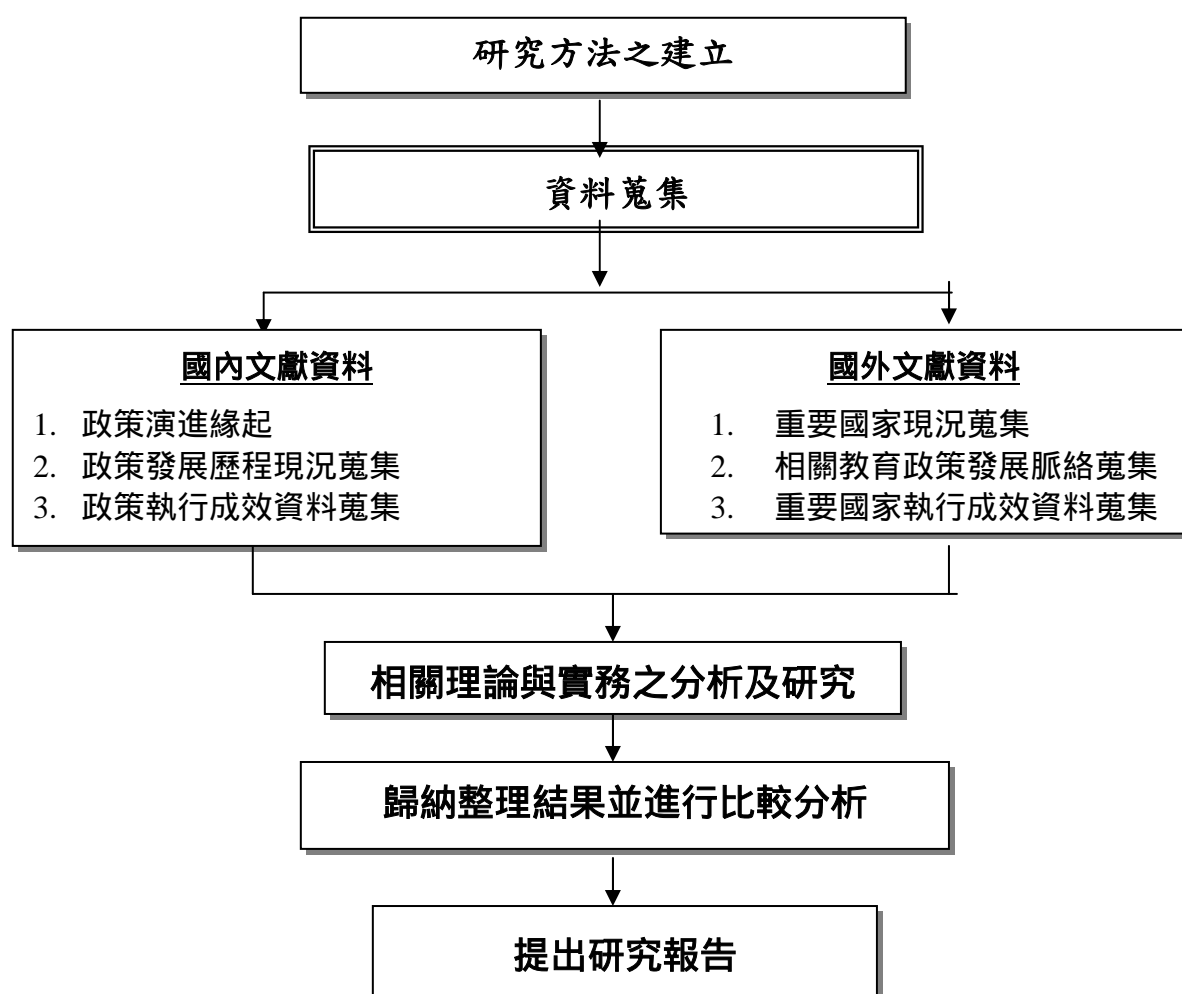 研究方法之建立
資料蒐集
國內文獻資料
1. 政策演進緣起
2. 政策發展歷程現況蒐集
3. 政策執行成效資料蒐集
國外文獻資料
1. 重要國家現況蒐集
2. 相關教育政策發展脈絡蒐集
3. 重要國家執行成效資料蒐集
相關理論與實務之分析及研究
歸納整理結果並進行比較分析
提出研究報告